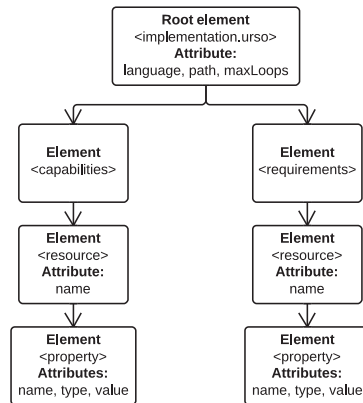 Root element
<implementation.urso>
Attribute:
language, path, maxLoops
Element
<capabilities>
Element
<requirements>
Element
<resource>
Attribute:
name
Element
<resource>
Attribute:
name
Element
<property>
Attributes:
name, type, value
Element
<property>
Attributes:
name, type, value